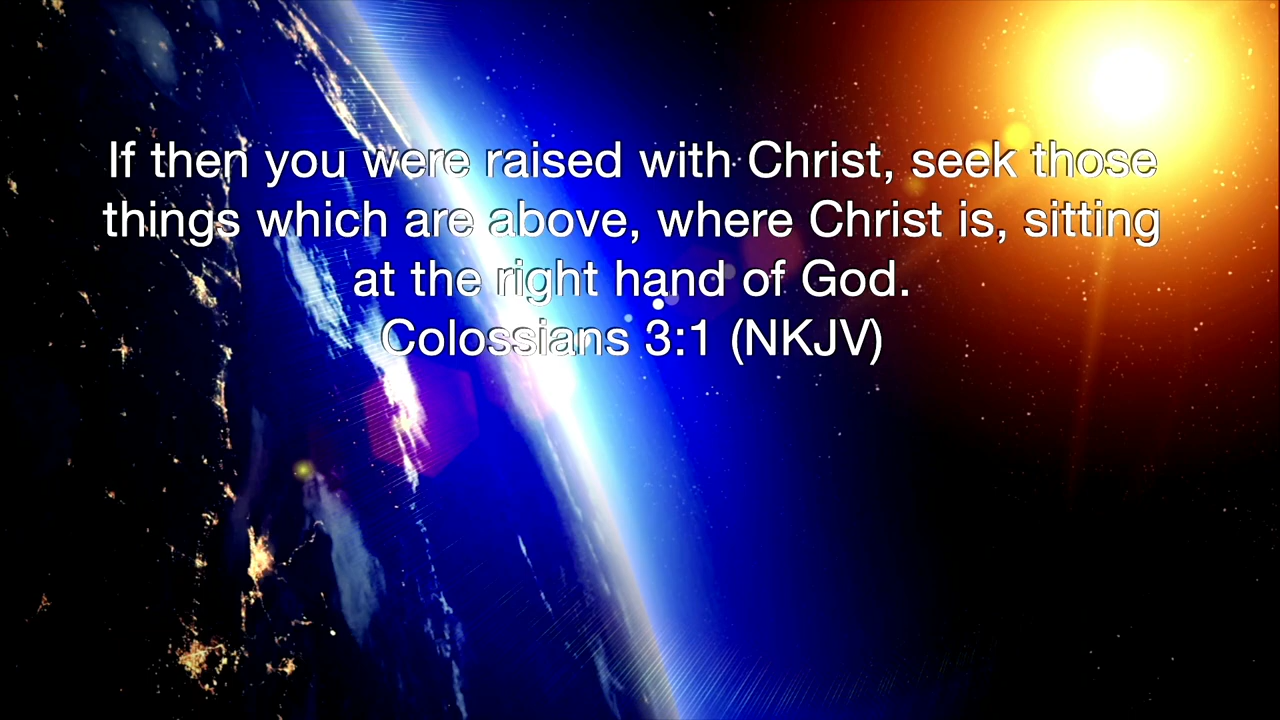 If then you were raised with Christ, seek those
things which are above, where Christ is, sitting
at the right hand of God.
Colossians 3:1 (NKJV)